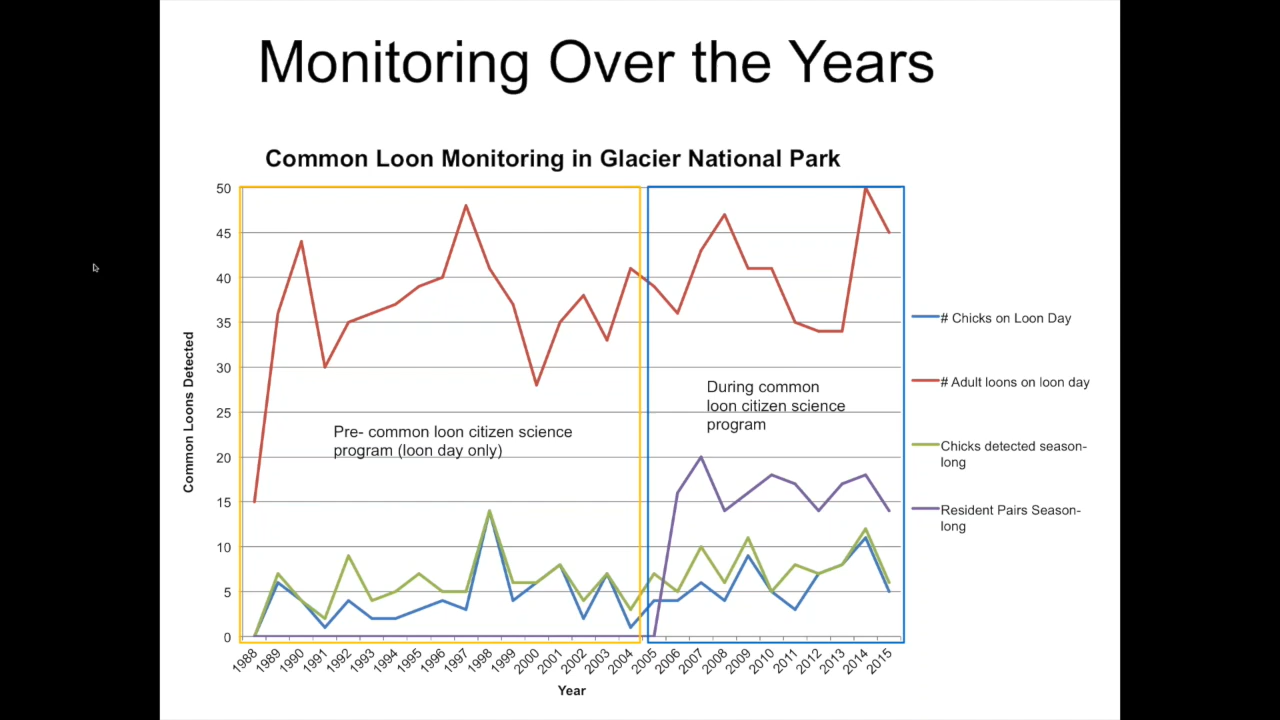 Monitoring Over the Years
Common Loon Monitoring in Glacier National Park
Common Loons Detected
50
45
40
35
30
25
20
15
10
5
0
Pre- common loon citizen science
program (loon day only)
During common
loon citizen science
program
# Chicks on Loon Day
# Adult loons on loon day
Chicks detected season-
long
Resident Pairs Season-
long
1988
1989
1990
1991
1992
1993
1994
1995
1996
1997
1998
1999
2000
2001
2002
2003
2004
2005
2006
2007
2008
2009
2010
2011
2012
2013
2014
2015
Year